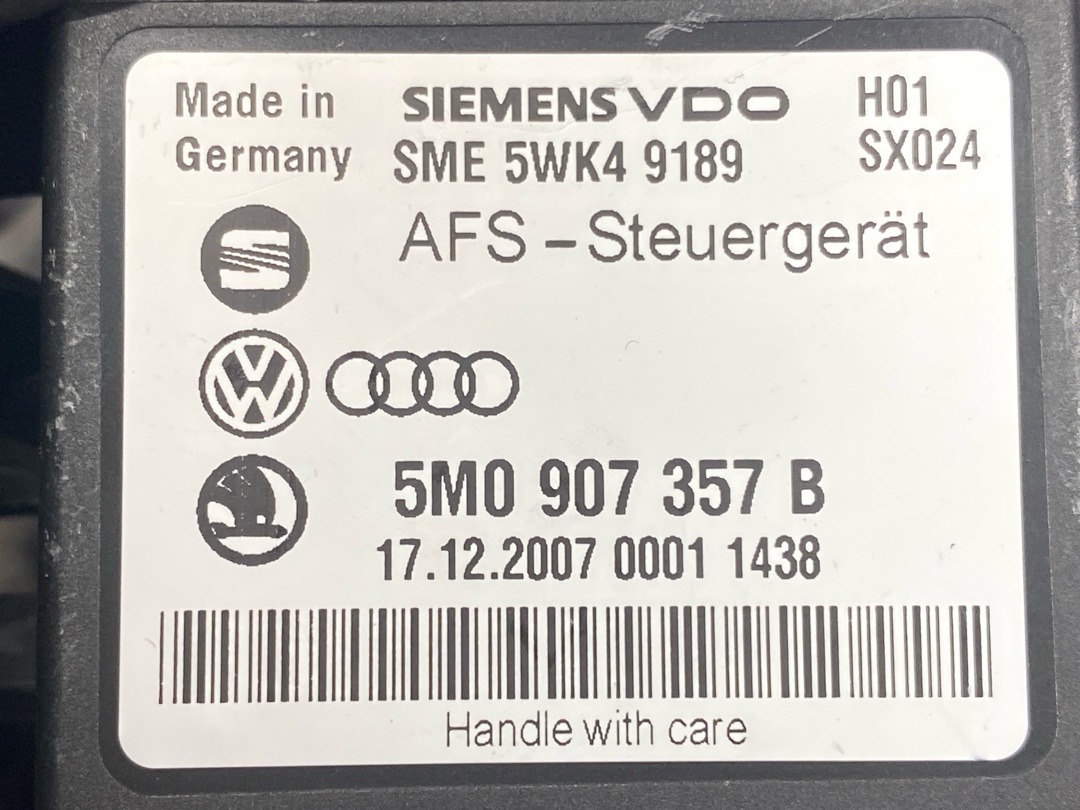 Made in
Germany
SIEMENS VDO
SME 5WK4 9189
H01
SX024
AFS - Steuergerät
5M0 907 357 B
17.12.2007 0001 1438
Handle with care